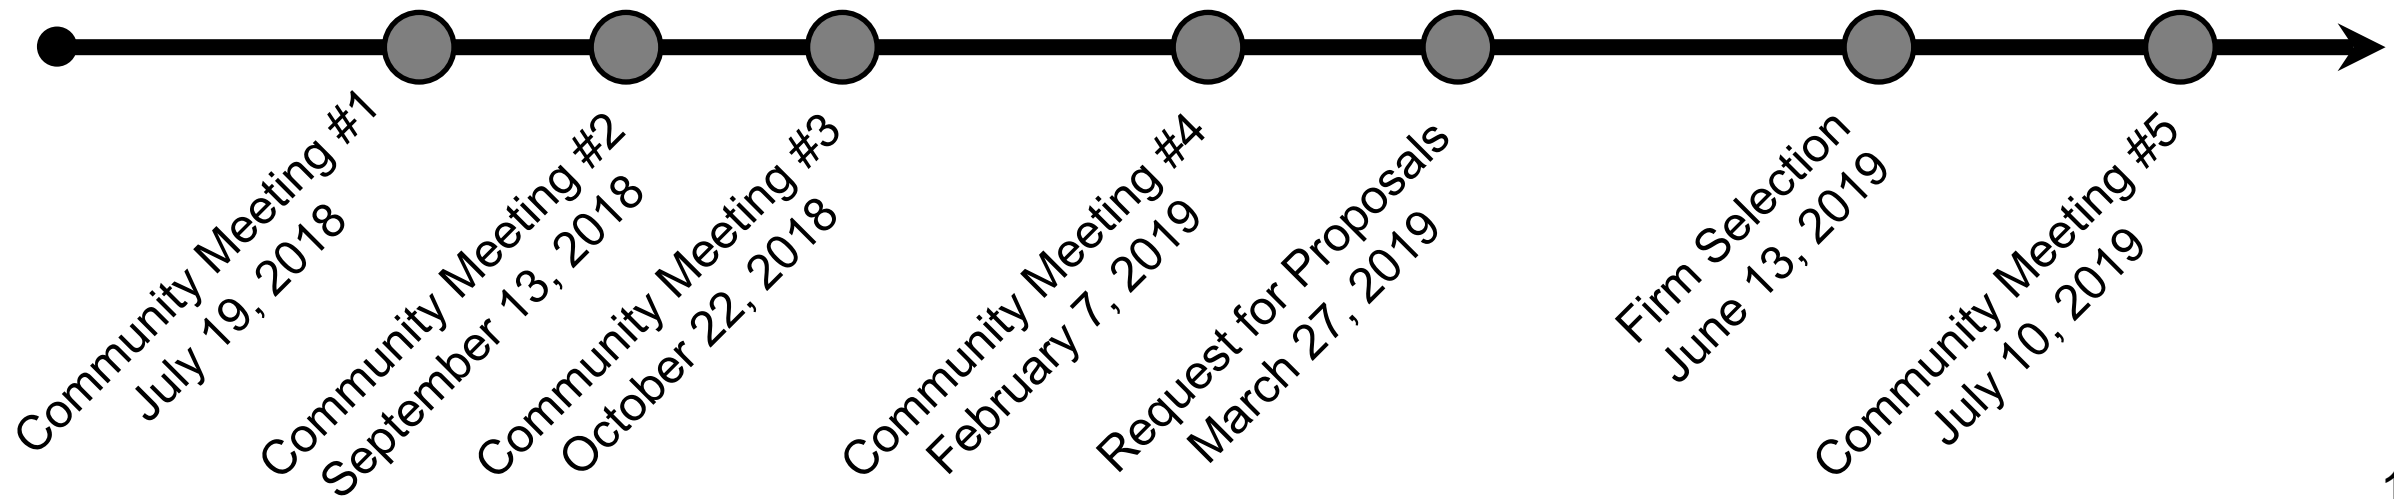 Community Meeting #1
July 19, 2018
Community Meeting #2
September 13, 2018
Community Meeting #3
October 22, 2018
Community Meeting #4
February 7, 2019
Request for Proposals
March 27, 2019
Firm Selection
June 13, 2019
Community Meeting #5
July 10, 2019